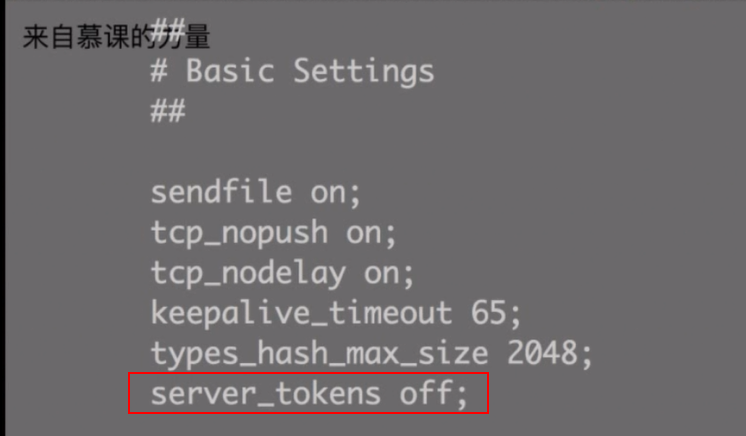 来自慕课的力量
##
# Basic Settings
##
sendfile on;
tcp_nopush on;
tcp_nodelay on;
keepalive_timeout 65;
types_hash_max_size 2048;
server_tokens off;